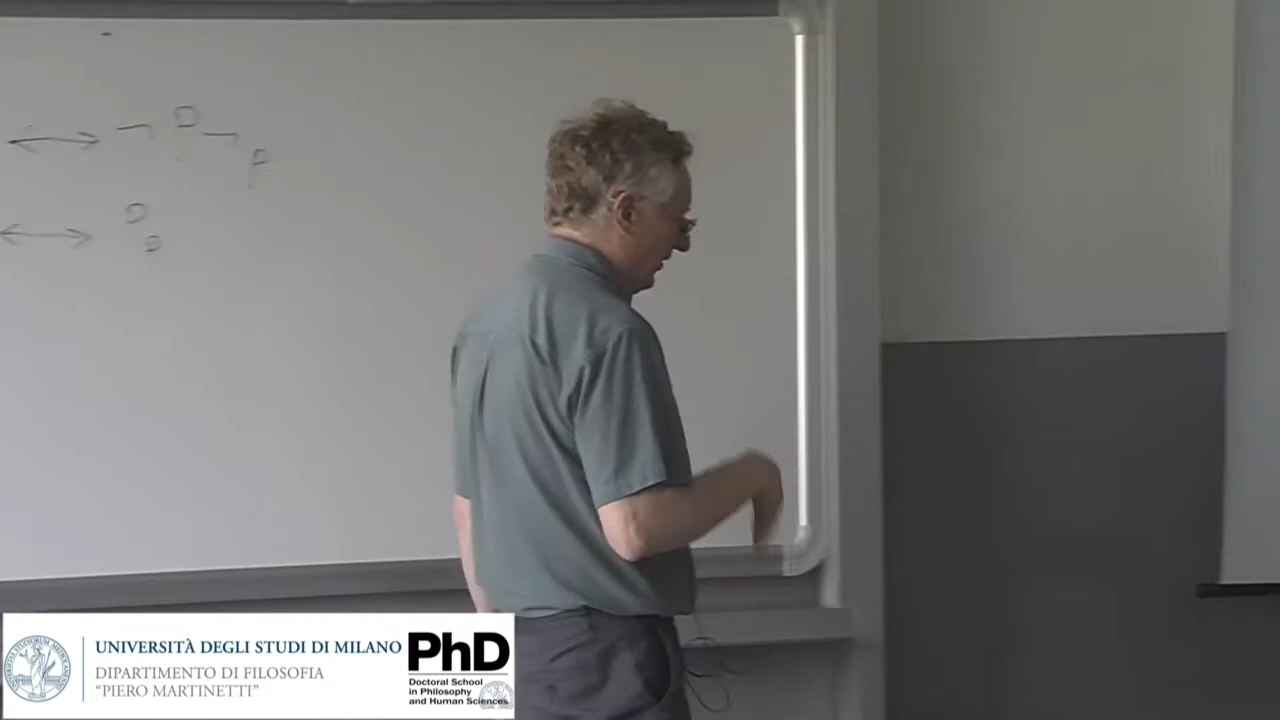 ↔ ¬ □ ¬ P
↔
UNIVERSITÀ DEGLI STUDI DI MILANO
DIPARTIMENTO DI FILOSOFIA
“PIERO MARTINETTI”
PhD
Doctoral School
in Philosophy
and Human Sciences